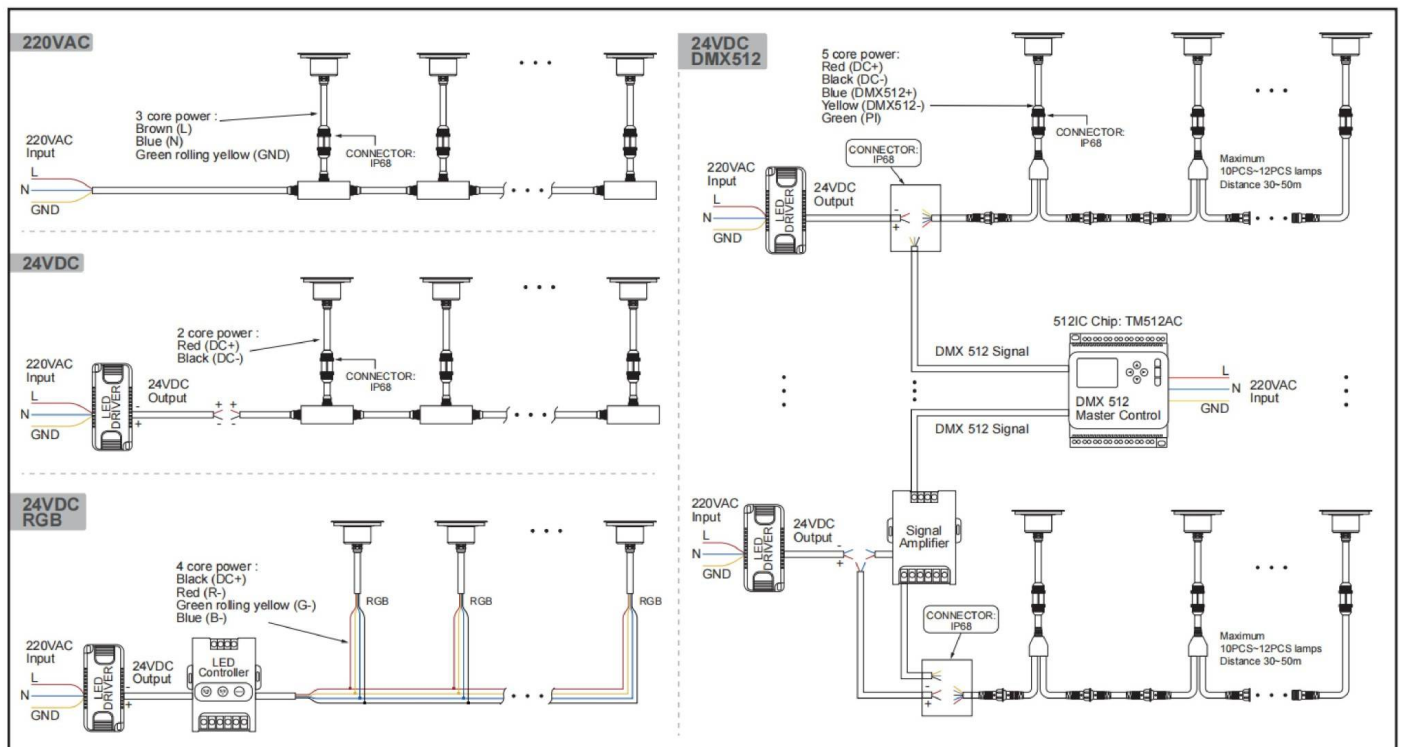 220VAC
3 core power :
Brown (L)
Blue (N)
Green rolling yellow (GND)
CONNECTOR:
IP68
220VAC
Input
L
N
GND
24VDC
2 core power :
Red (DC+)
Black (DC-)
CONNECTOR:
IP68
220VAC
Input
L
N
GND
LED
DRIVER
24VDC
Output
-
+
+ +
- -
24VDC
RGB
4 core power :
Black (DC+)
Red (R-)
Green rolling yellow (G-)
Blue (B-)
RGB
RGB
RGB
220VAC
Input
L
N
GND
LED
DRIVER
24VDC
Output
-
+
LED
Controller
24VDC
DMX512
5 core power:
Red (DC+)
Black (DC-)
Blue (DMX512+)
Yellow (DMX512-)
Green (PI)
CONNECTOR:
IP68
CONNECTOR:
IP68
Maximum
10PCS~12PCS lamps
Distance 30~50m
220VAC
Input
L
N
GND
LED
DRIVER
24VDC
Output
-
+
512IC Chip: TM512AC
DMX 512 Signal
DMX 512
Master Control
L
N
GND
220VAC
Input
DMX 512 Signal
220VAC
Input
L
N
GND
LED
DRIVER
24VDC
Output
-
+
Signal
Amplifier
CONNECTOR:
IP68
-
+
Maximum
10PCS~12PCS lamps
Distance 30~50m